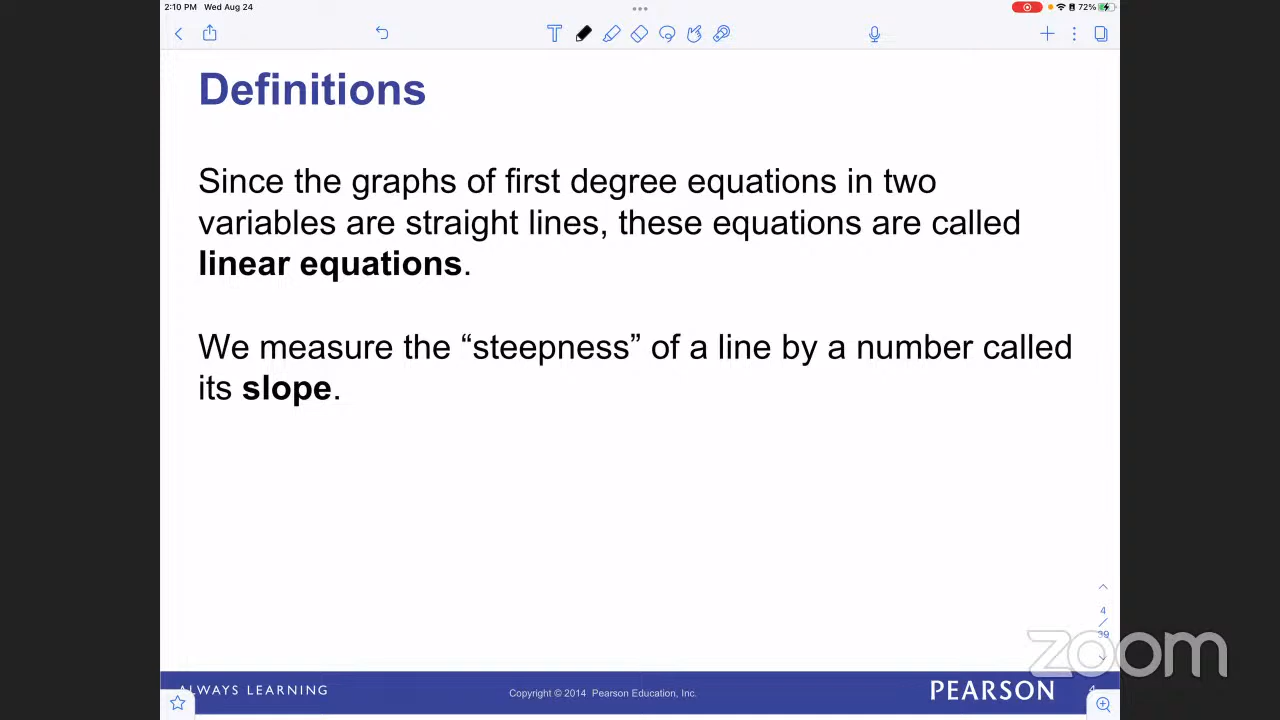 2:10 PM Wed Aug 24
72%
Definitions
Since the graphs of first degree equations in two
variables are straight lines, these equations are called
linear equations.
We measure the “steepness” of a line by a number called
its slope.
4
/
39
zoom
ALWAYS LEARNING
Copyright © 2014 Pearson Education, Inc.
PEARSON
4